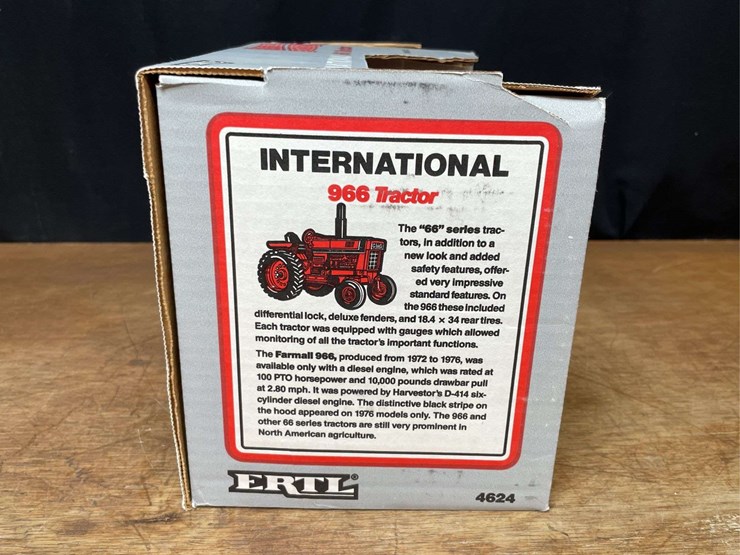 INTERNATIONAL
966 Tractor
The "66" series trac-
tors, in addition to a
new look and added
safety features, offer-
ed very impressive
standard features. On
the 966 these included
differential lock, deluxe fenders, and 18.4 × 34 rear tires.
Each tractor was equipped with gauges which allowed
monitoring of all the tractor's important functions.
The Farmall 966, produced from 1972 to 1976, was
available only with a diesel engine, which was rated at
100 PTO horsepower and 10,000 pounds drawbar pull
at 2.80 mph. It was powered by Harvestor's D-414 six-
cylinder diesel engine. The distinctive black stripe on
the hood appeared on 1976 models only. The 966 and
other 66 series tractors are still very prominent in
North American agriculture.
ERTL®
4624